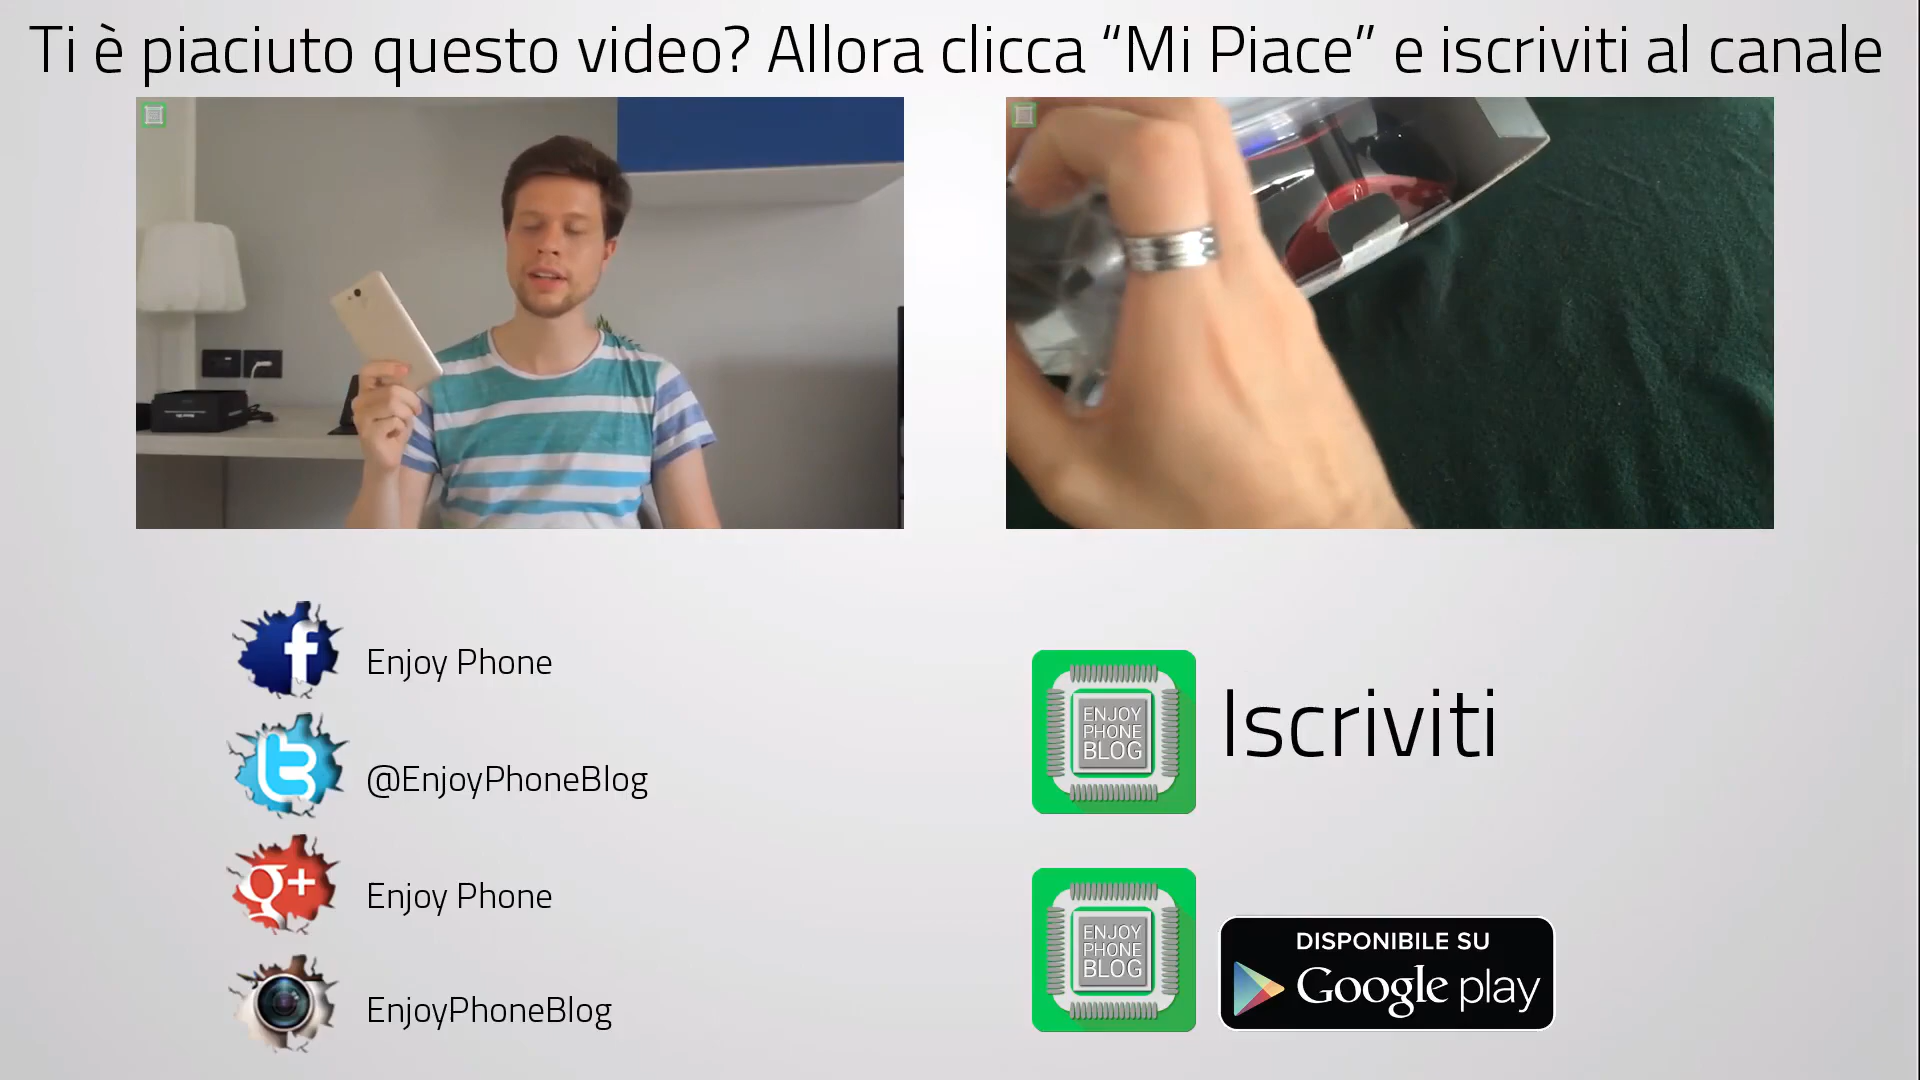 Ti è piaciuto questo video? Allora clicca “Mi Piace” e iscriviti al canale
Enjoy Phone
@EnjoyPhoneBlog
Enjoy Phone
EnjoyPhoneBlog
ENJOY
PHONE
BLOG
Iscriviti
ENJOY
PHONE
BLOG
DISPONIBILE SU
Google play